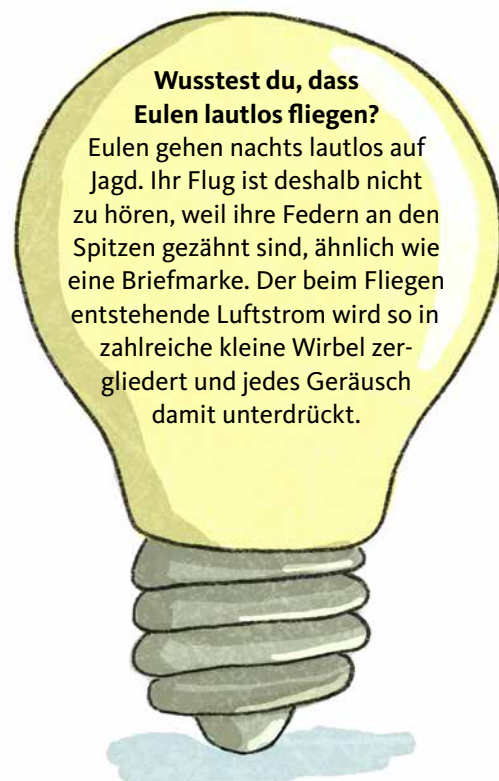 Wusstest du, dass
Eulen lautlos fliegen?
Eulen gehen nachts lautlos auf
Jagd. Ihr Flug ist deshalb nicht
zu hören, weil ihre Federn an den
Spitzen gezähnt sind, ähnlich wie
eine Briefmarke. Der beim Fliegen
entstehende Luftstrom wird so in
zahlreiche kleine Wirbel zer-
gliedert und jedes Geräusch
damit unterdrückt.